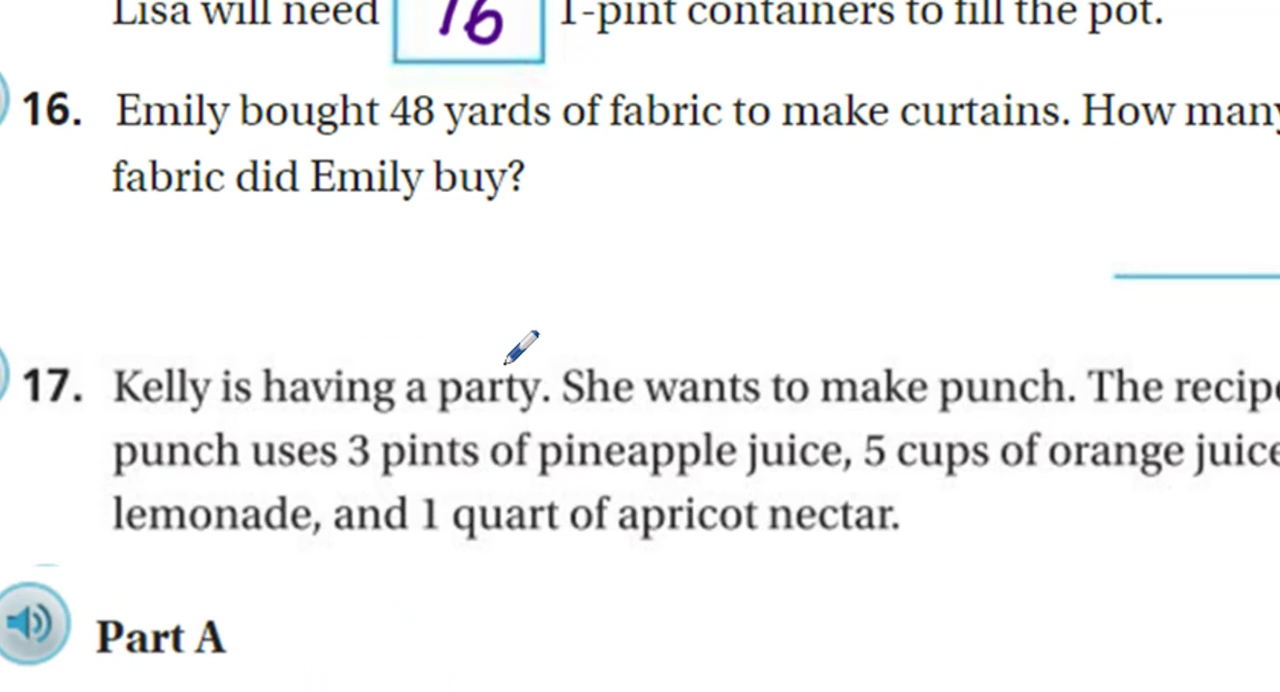 Lisa will need 16 1-pint containers to fill the pot.
16. Emily bought 48 yards of fabric to make curtains. How many
fabric did Emily buy?
17. Kelly is having a party. She wants to make punch. The recipe
punch uses 3 pints of pineapple juice, 5 cups of orange juice
lemonade, and 1 quart of apricot nectar.
Part A